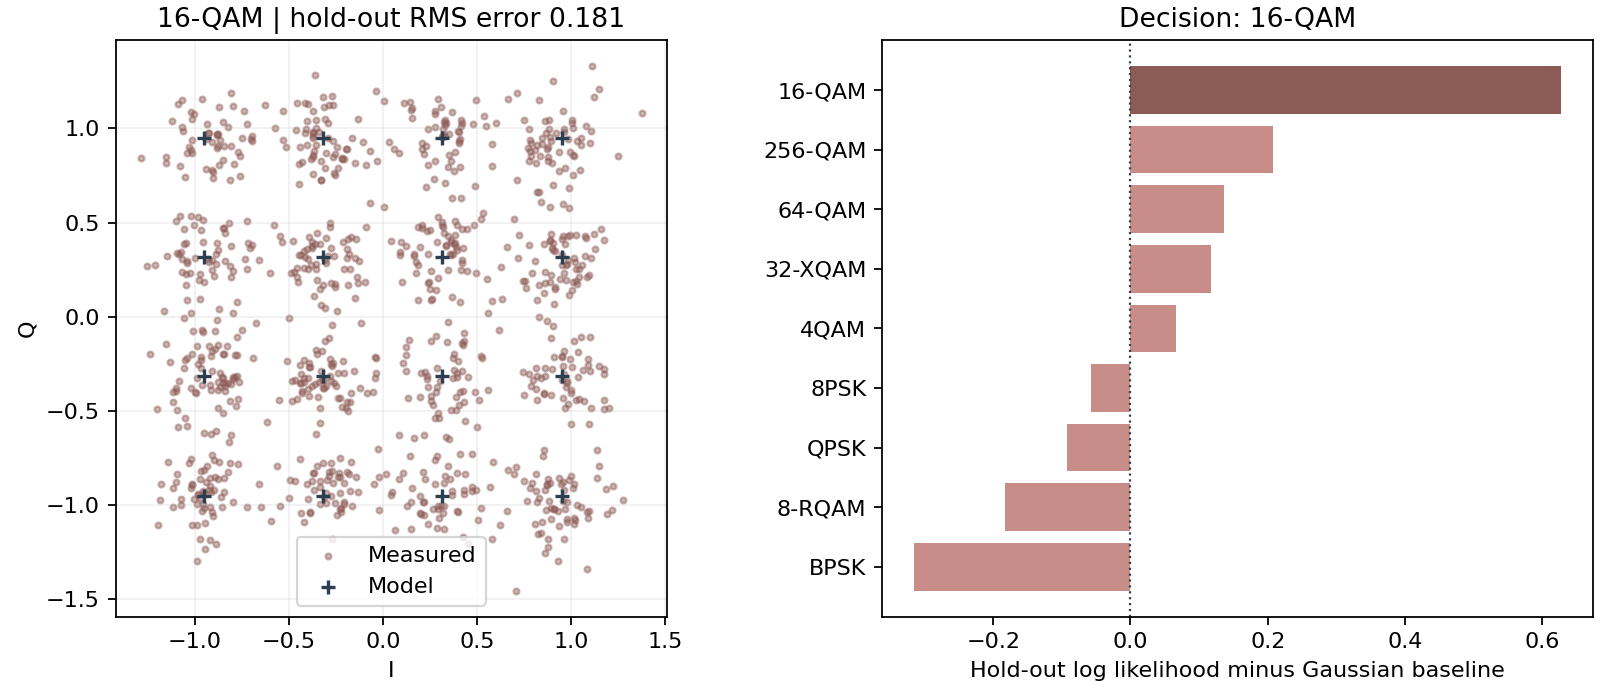 16-QAM | hold-out RMS error 0.181
1.0
0.5
0.0
−0.5
−1.0
−1.5
Q
Measured
Model
−1.0
−0.5
0.0
0.5
1.0
1.5
I
Decision: 16-QAM
16-QAM
256-QAM
64-QAM
32-XQAM
4QAM
8PSK
QPSK
8-RQAM
BPSK
−0.2
0.0
0.2
0.4
0.6
Hold-out log likelihood minus Gaussian baseline